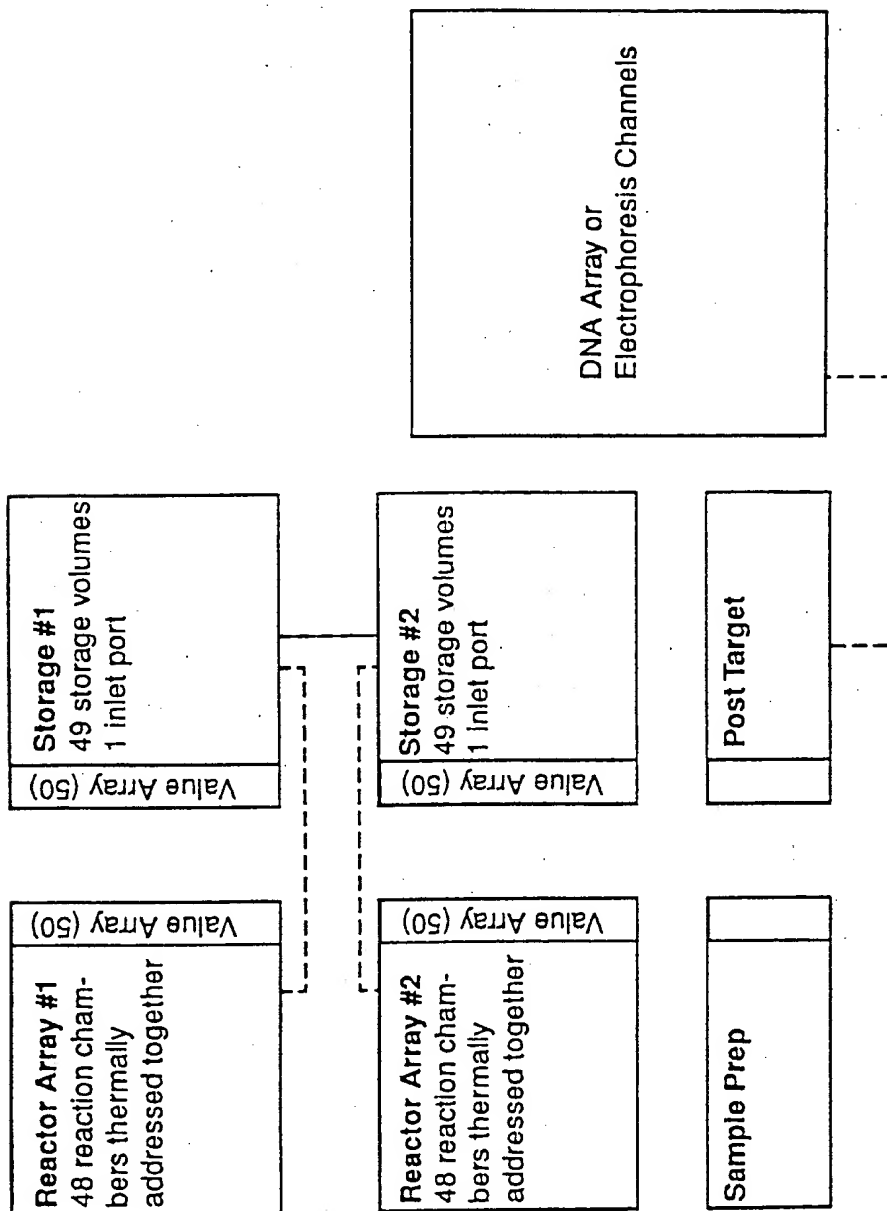 Reactor Array #1
48 reaction cham-
bers thermally
addressed together
Value Array (50)
Storage #1
49 storage volumes
1 inlet port
Value Array (50)
Reactor Array #2
48 reaction cham-
bers thermally
addressed together
Value Array (50)
Storage #2
49 storage volumes
1 inlet port
Value Array (50)
Sample Prep
Post Target
DNA Array or
Electrophoresis Channels